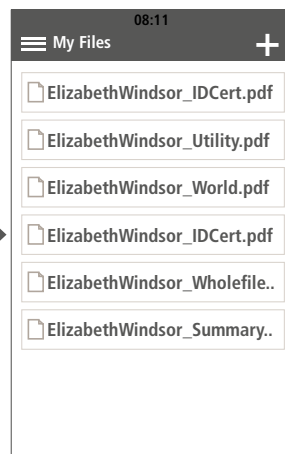 08:11
My Files
ElizabethWindsor_IDCert.pdf
ElizabethWindsor_Utility.pdf
ElizabethWindsor_World.pdf
ElizabethWindsor_IDCert.pdf
ElizabethWindsor_Wholefile..
ElizabethWindsor_Summary..